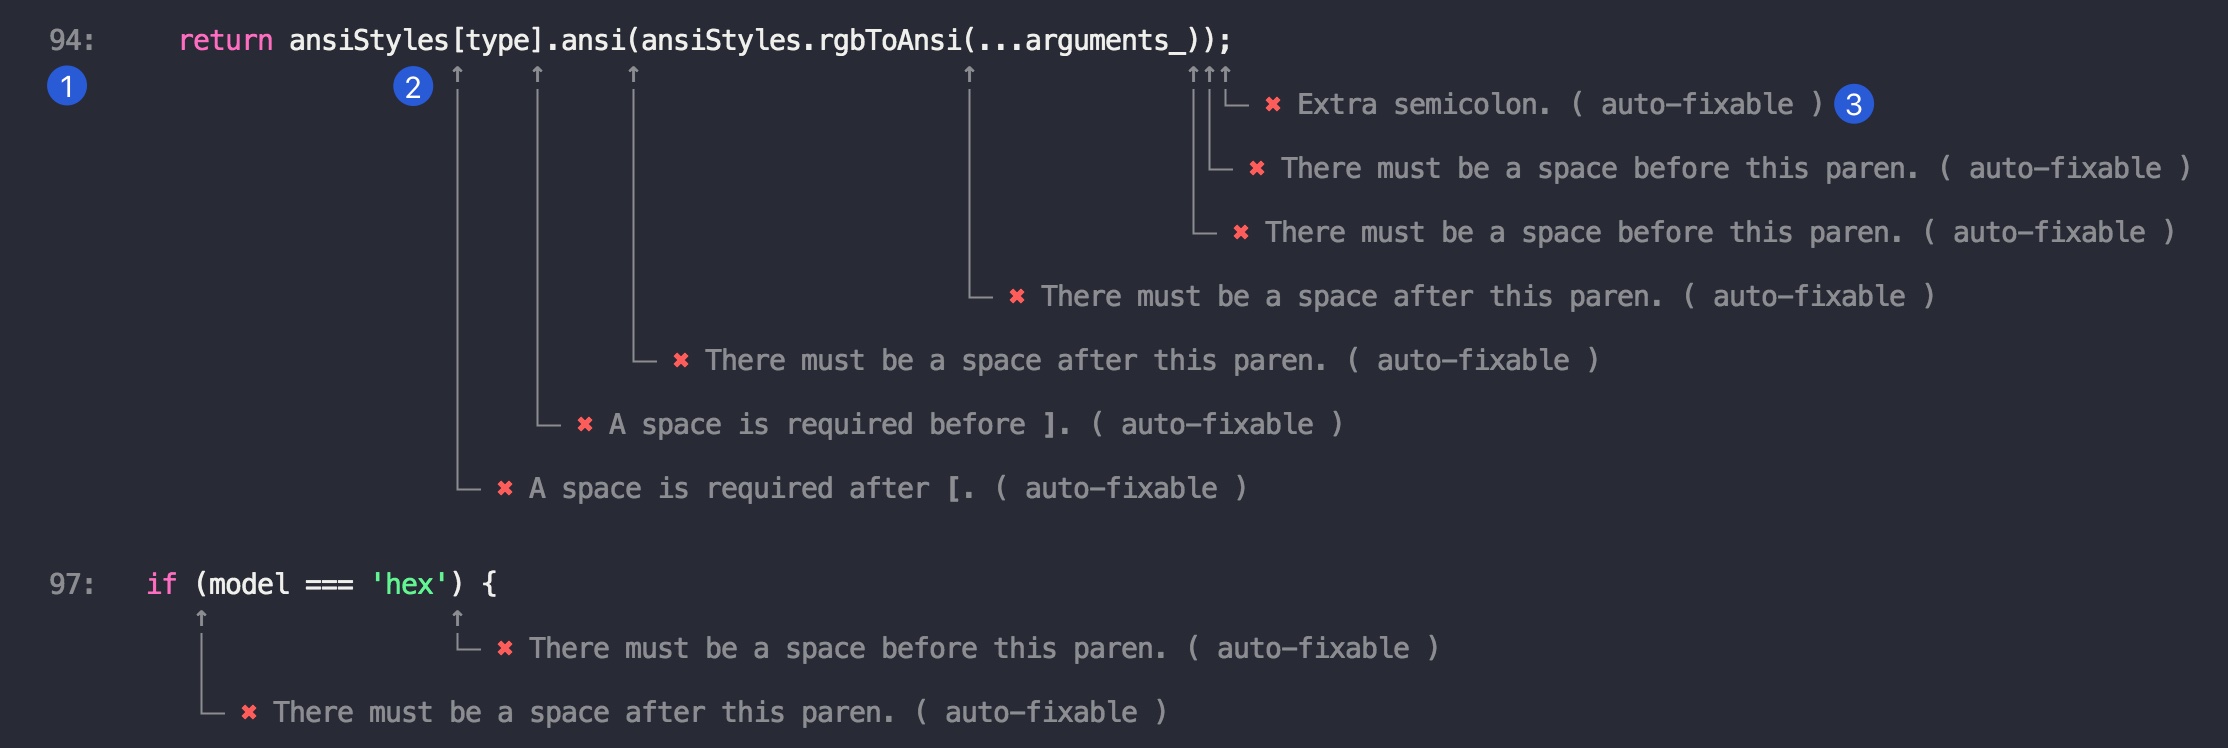 94: return ansiStyles[type].ansi(ansiStyles.rgbToAnsi(...arguments_));
1 2
✖ Extra semicolon. ( auto-fixable ) 3
✖ There must be a space before this paren. ( auto-fixable )
✖ There must be a space before this paren. ( auto-fixable )
✖ There must be a space after this paren. ( auto-fixable )
✖ There must be a space after this paren. ( auto-fixable )
✖ A space is required before ]. ( auto-fixable )
✖ A space is required after [. ( auto-fixable )
97: if (model === 'hex') {
✖ There must be a space before this paren. ( auto-fixable )
✖ There must be a space after this paren. ( auto-fixable )